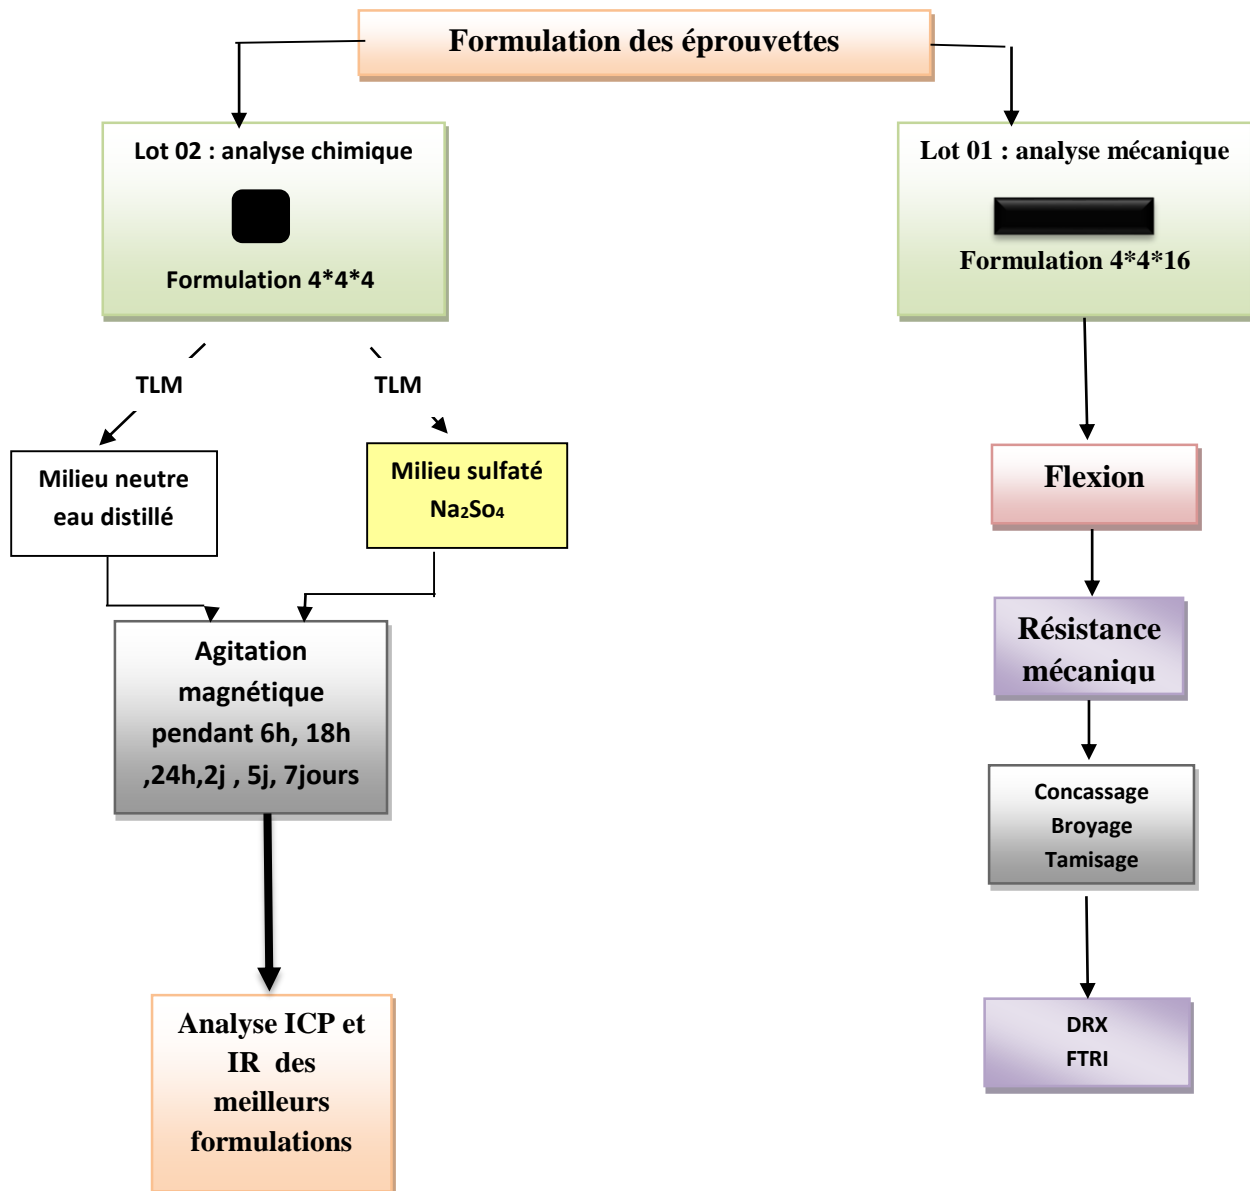 Formulation des éprouvettes
Lot 02 : analyse chimique
Formulation 4*4*4
TLM
TLM
Milieu neutre
eau distillé
Milieu sulfaté
Na₂So₄
Agitation
magnétique
pendant 6h, 18h
,24h,2j , 5j, 7jours
Analyse ICP et
IR des
meilleurs
formulations
Lot 01 : analyse mécanique
Formulation 4*4*16
Flexion
Résistance
mécaniqu
Concassage
Broyage
Tamisage
DRX
FTRI